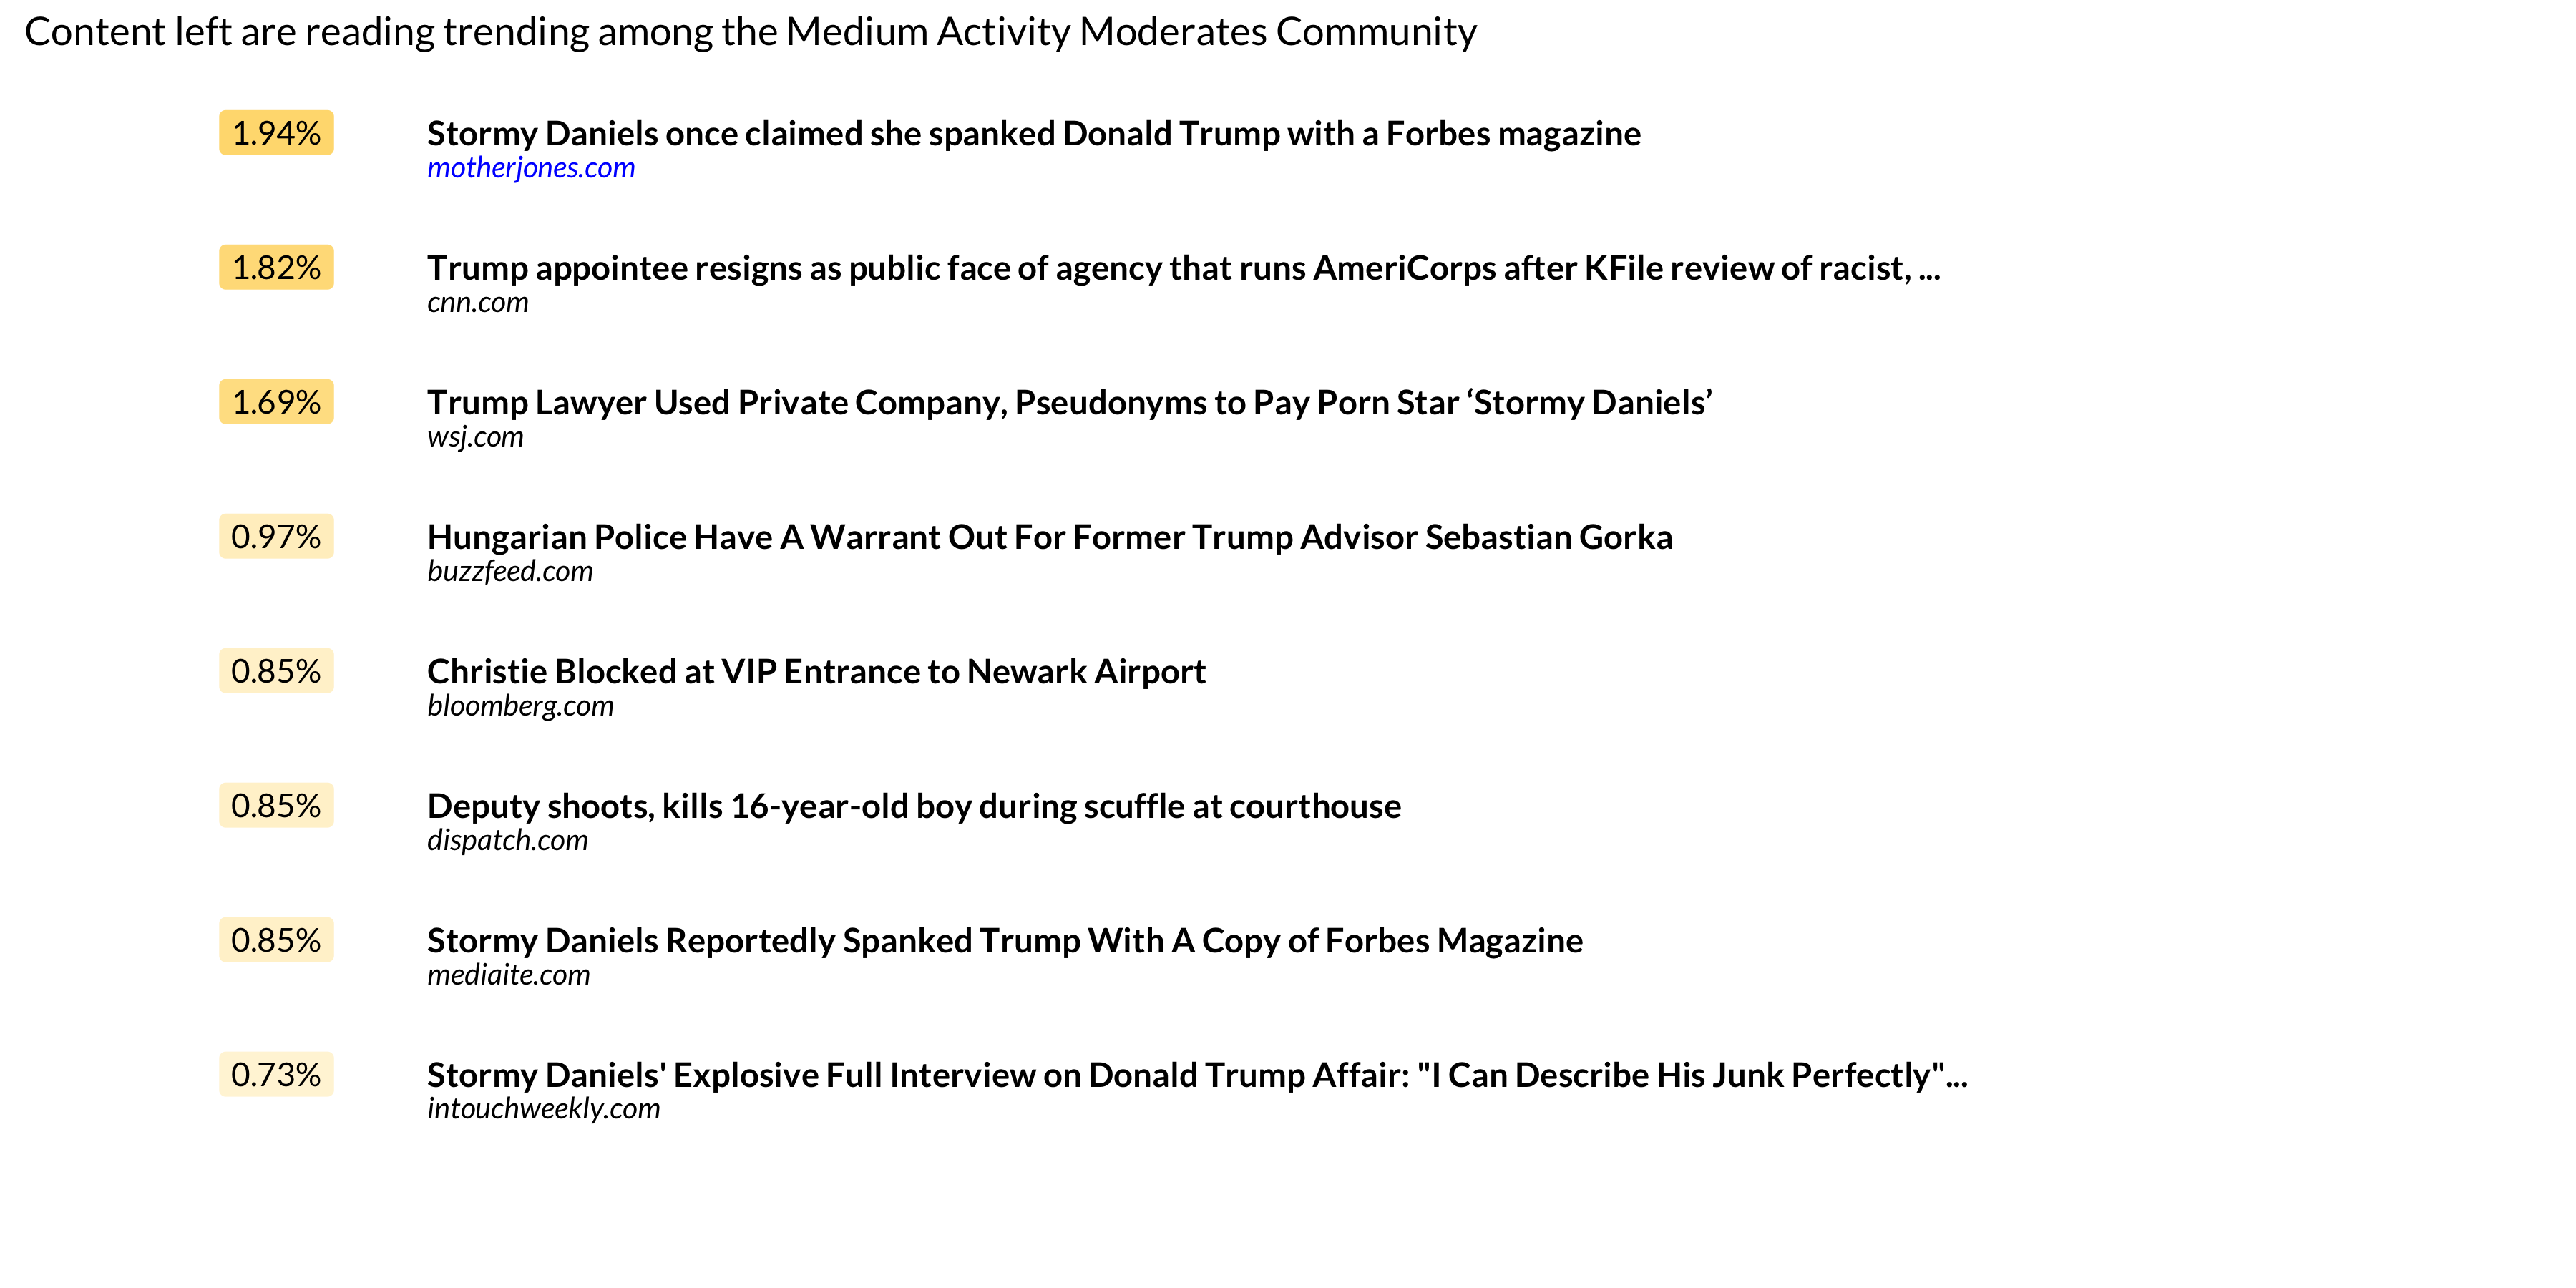 Content left are reading trending among the Medium Activity Moderates Community
1.94%
Stormy Daniels once claimed she spanked Donald Trump with a Forbes magazine
motherjones.com
1.82%
Trump appointee resigns as public face of agency that runs AmeriCorps after KFile review of racist, ...
cnn.com
1.69%
Trump Lawyer Used Private Company, Pseudonyms to Pay Porn Star ‘Stormy Daniels’
wsj.com
0.97%
Hungarian Police Have A Warrant Out For Former Trump Advisor Sebastian Gorka
buzzfeed.com
0.85%
Christie Blocked at VIP Entrance to Newark Airport
bloomberg.com
0.85%
Deputy shoots, kills 16-year-old boy during scuffle at courthouse
dispatch.com
0.85%
Stormy Daniels Reportedly Spanked Trump With A Copy of Forbes Magazine
mediaite.com
0.73%
Stormy Daniels' Explosive Full Interview on Donald Trump Affair: "I Can Describe His Junk Perfectly"...
intouchweekly.com